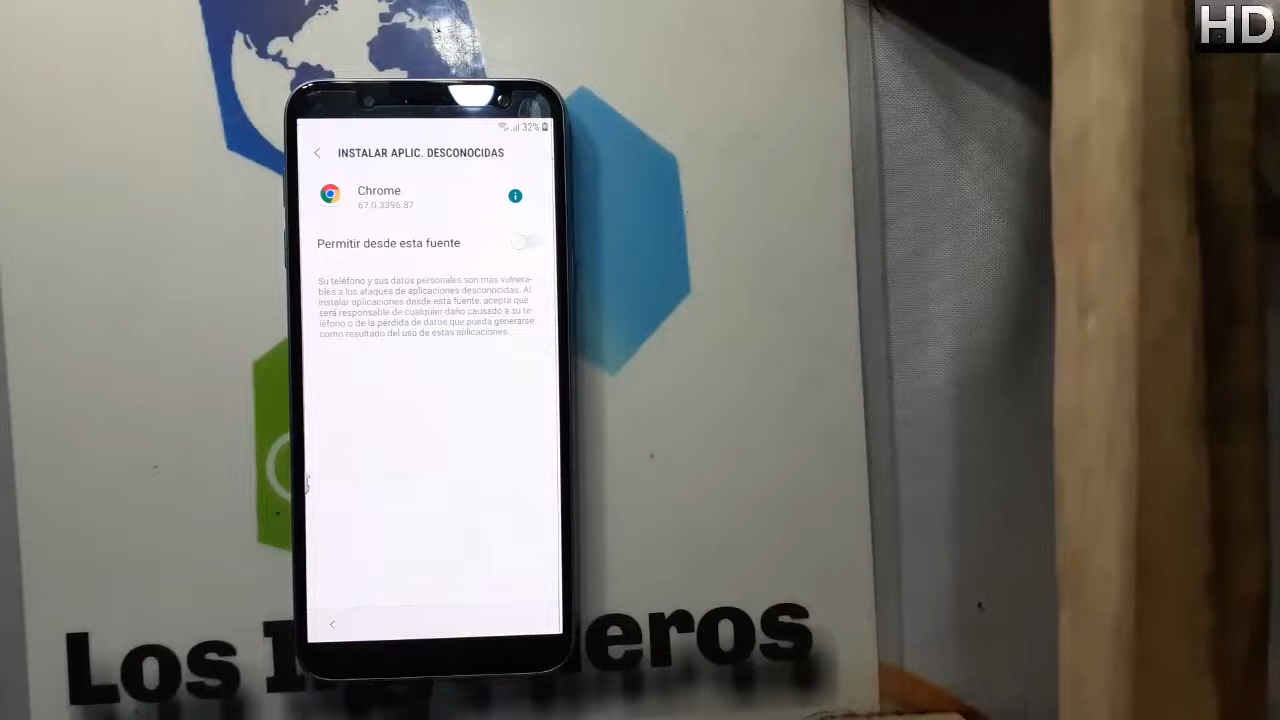 HD
32%
INSTALAR APLIC. DESCONOCIDAS
Chrome
67.0.3396.87
Permitir desde esta fuente
Su teléfono y sus datos personales son más vulnera-
bles a los ataques de aplicaciones desconocidas. Al
instalar aplicaciones desde esta fuente, acepta que
será responsable de cualquier daño causado a su te-
léfono o de la pérdida de datos que pueda generarse
como resultado del uso de estas aplicaciones.
Los I eros